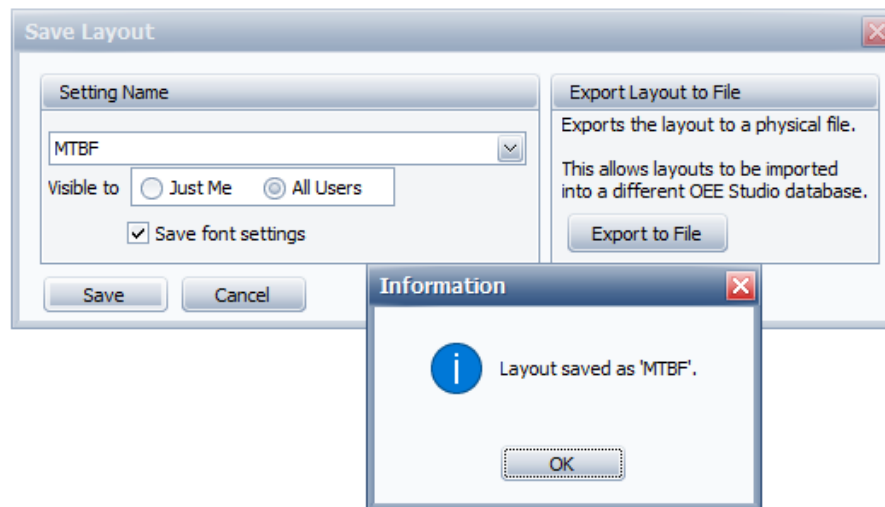 Save Layout
Setting Name
MTBF
Visible to Just Me All Users
Save font settings
Save Cancel
Export Layout to File
Exports the layout to a physical file.
This allows layouts to be imported
into a different OEE Studio database.
Export to File
Information
Layout saved as 'MTBF'.
OK